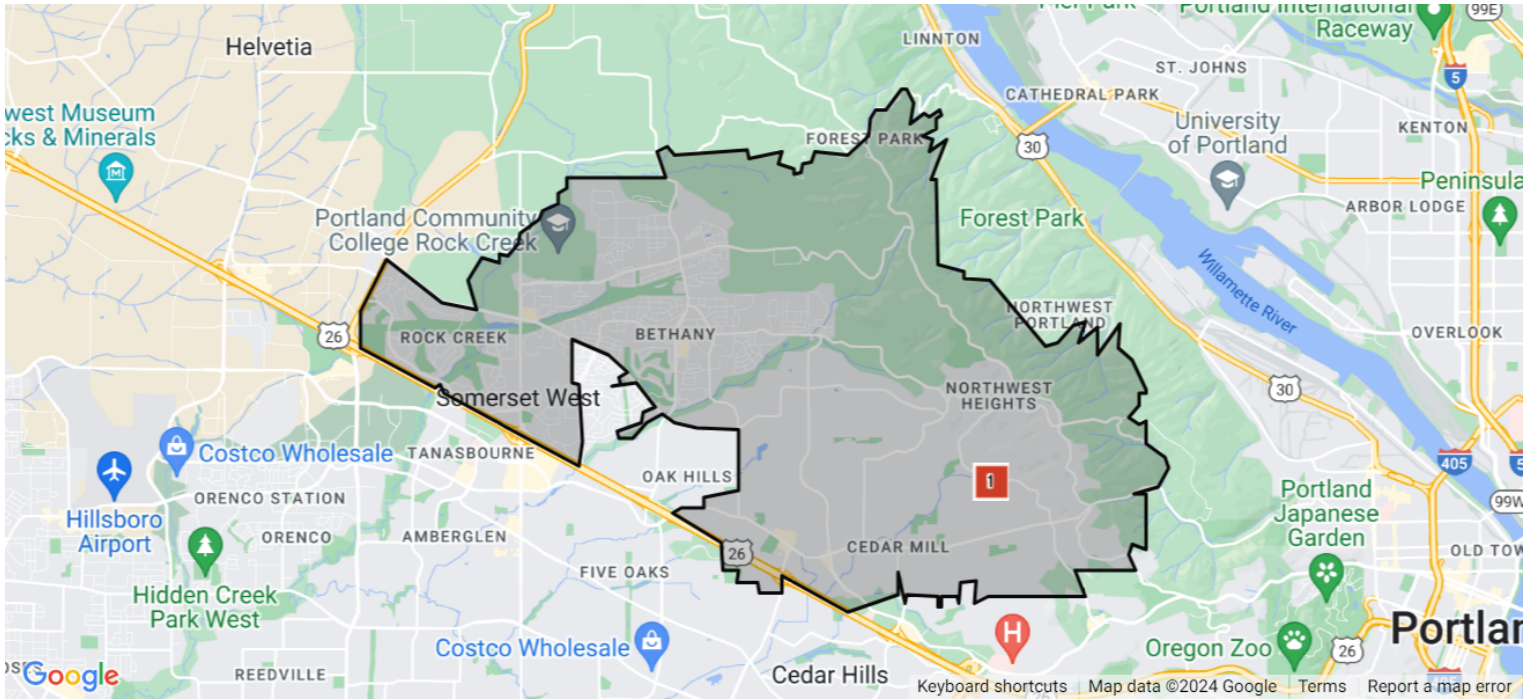 Pier Park
Portland International
Raceway
99E
Helvetia
LINNTON
ST. JOHNS
5
CATHEDRAL PARK
west Museum
cks & Minerals
University
of Portland
KENTON
FOREST PARK
30
Peninsula
ARBOR LODGE
Portland Community
College Rock Creek
Forest Park
Willamette River
NORTHWEST
PORTLAND
26
ROCK CREEK
BETHANY
OVERLOOK
Somerset West
NORTHWEST
HEIGHTS
30
Costco Wholesale
TANASBOURNE
405
5
OAK HILLS
1
ORENCO STATION
Portland
Japanese
Garden
99W
Hillsboro
Airport
ORENCO
AMBERGLEN
26
CEDAR MILL
OLD TOW
FIVE OAKS
Hidden Creek
Park West
H
Portlan
Costco Wholesale
Oregon Zoo
26
REEDVILLE
Cedar Hills
Google
Keyboard shortcuts
Map data ©2024 Google
Terms
Report a map error